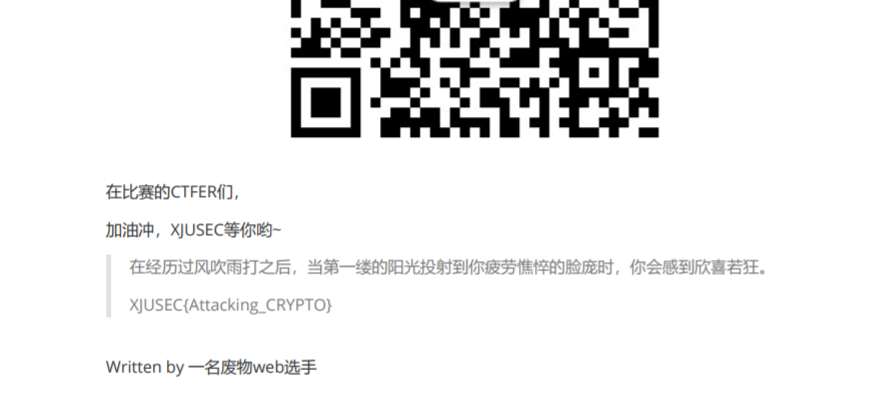 在比赛的CTFER们，
加油冲，XJUSEC等你哟~
在经历过风吹雨打之后，当第一缕的阳光投射到你疲劳憔悴的脸庞时，你会感到欣喜若狂。
XJUSEC{Attacking_CRYPTO}
Written by 一名废物web选手